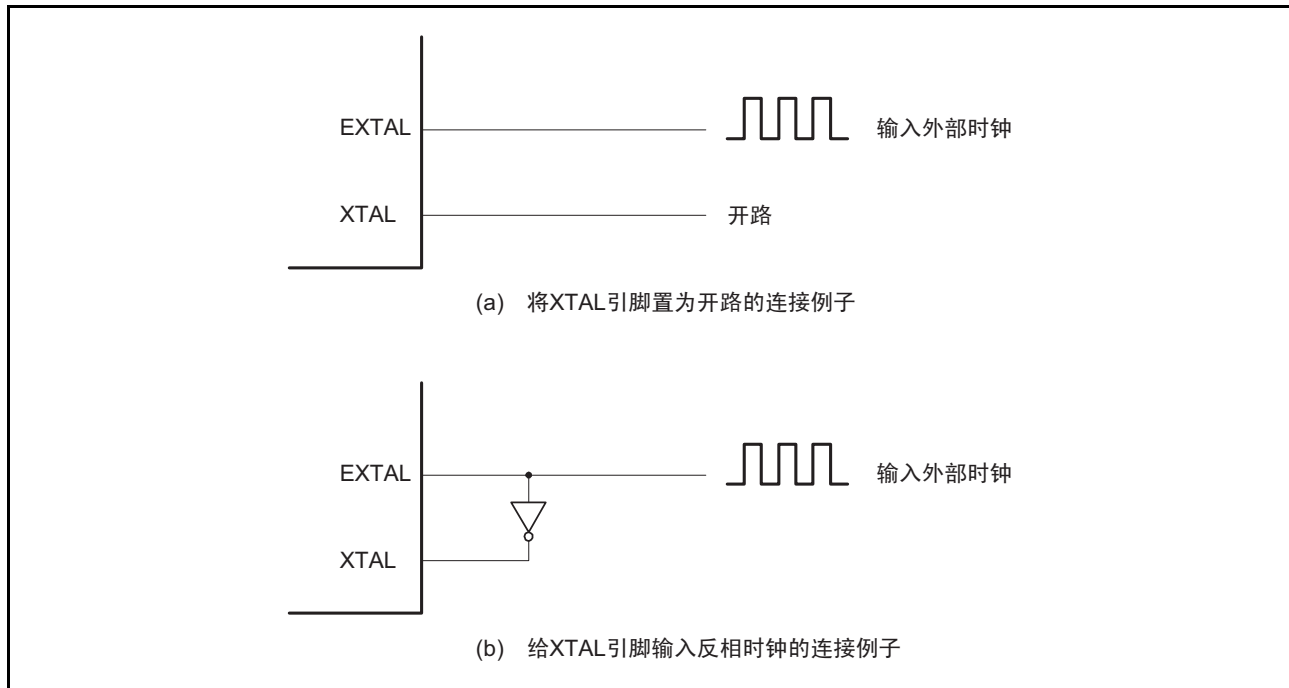 EXTAL 输入外部时钟
XTAL 开路
(a) 将XTAL引脚置为开路的连接例子
EXTAL 输入外部时钟
XTAL
(b) 给XTAL引脚输入反相时钟的连接例子